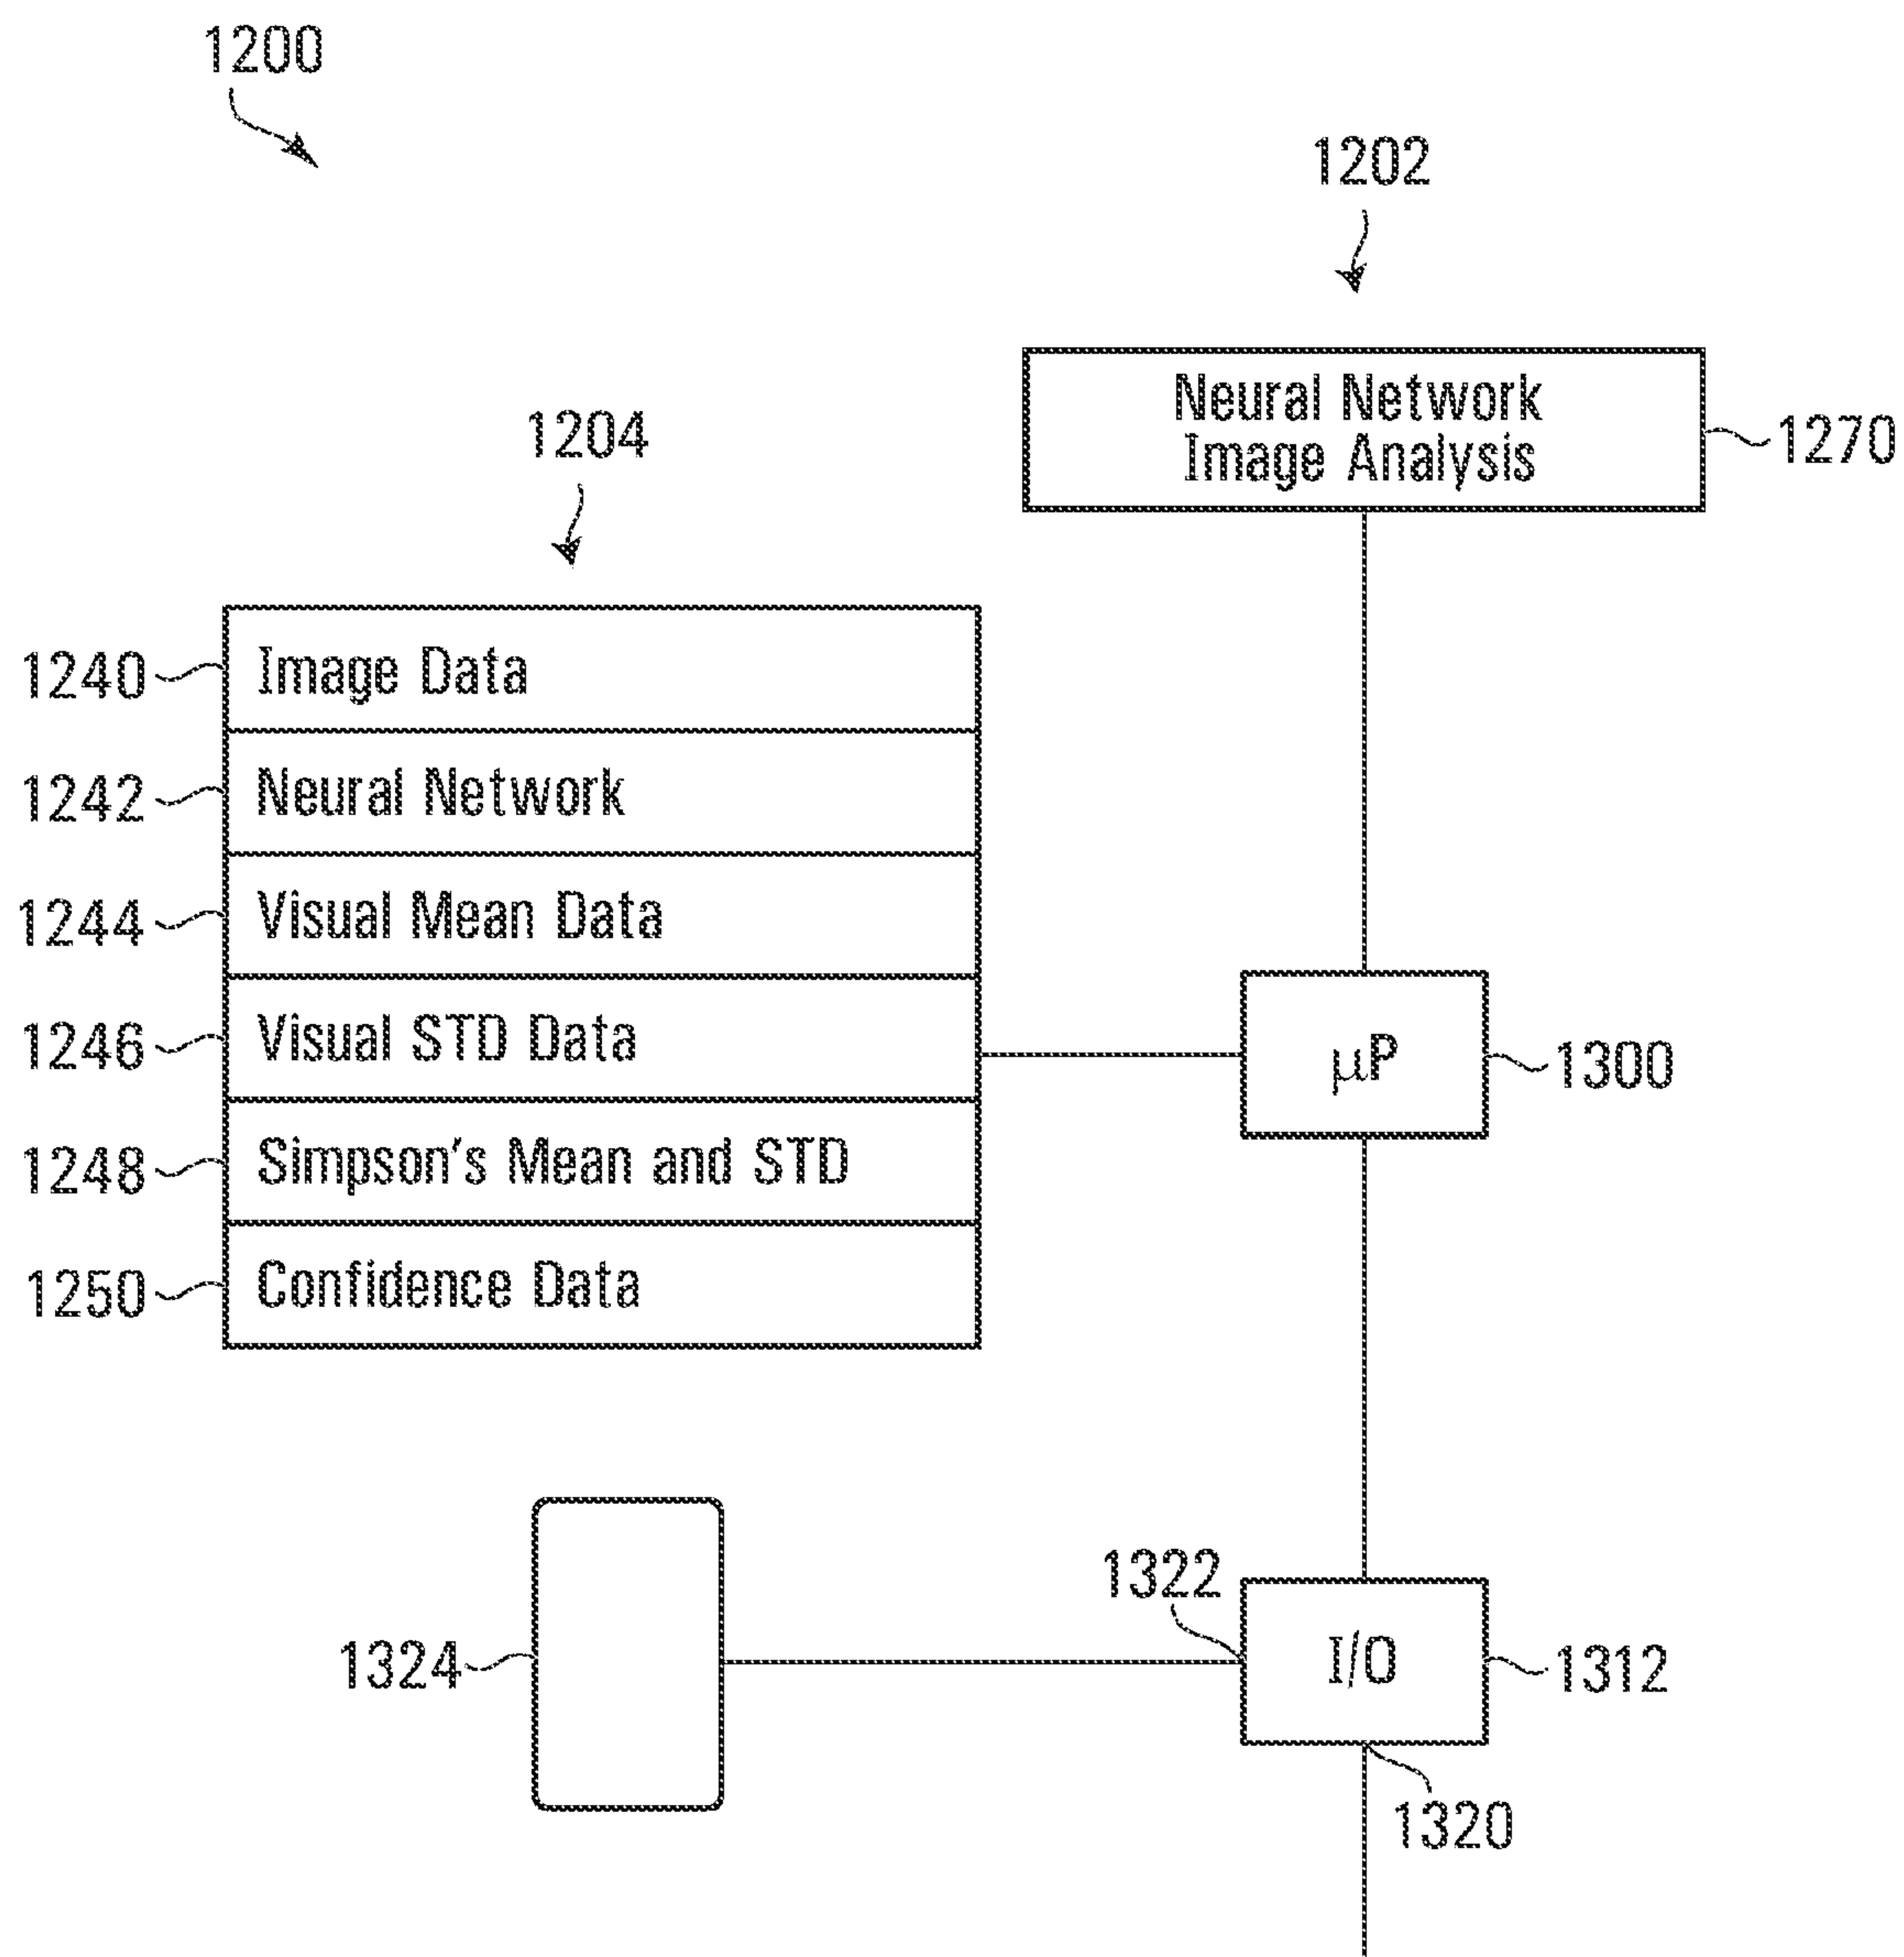 1200
1202
Neural Network
Image Analysis
1270
1204
1240 Image Data
1242 Neural Network
1244 Visual Mean Data
1246 Visual STD Data
1248 Simpson's Mean and STD
1250 Confidence Data
µP
1300
1322
1324
I/O
1312
1320